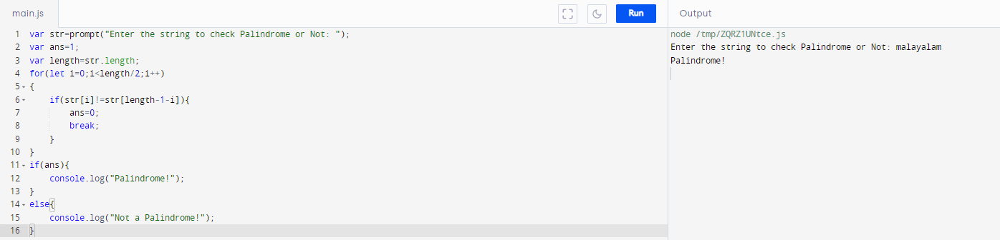 main.js
Run
Output
1 var str=prompt("Enter the string to check Palindrome or Not: ");
2 var ans=1;
3 var length=str.length;
4 for(let i=0;i<length/2;i++)
5 {
6     if(str[i]!=str[length-1-i]){
7         ans=0;
8         break;
9     }
10 }
11 if(ans){
12     console.log("Palindrome!");
13 }
14 else{
15     console.log("Not a Palindrome!");
16 }
node /tmp/ZQRZ1UNtce.js
Enter the string to check Palindrome or Not: malayalam
Palindrome!